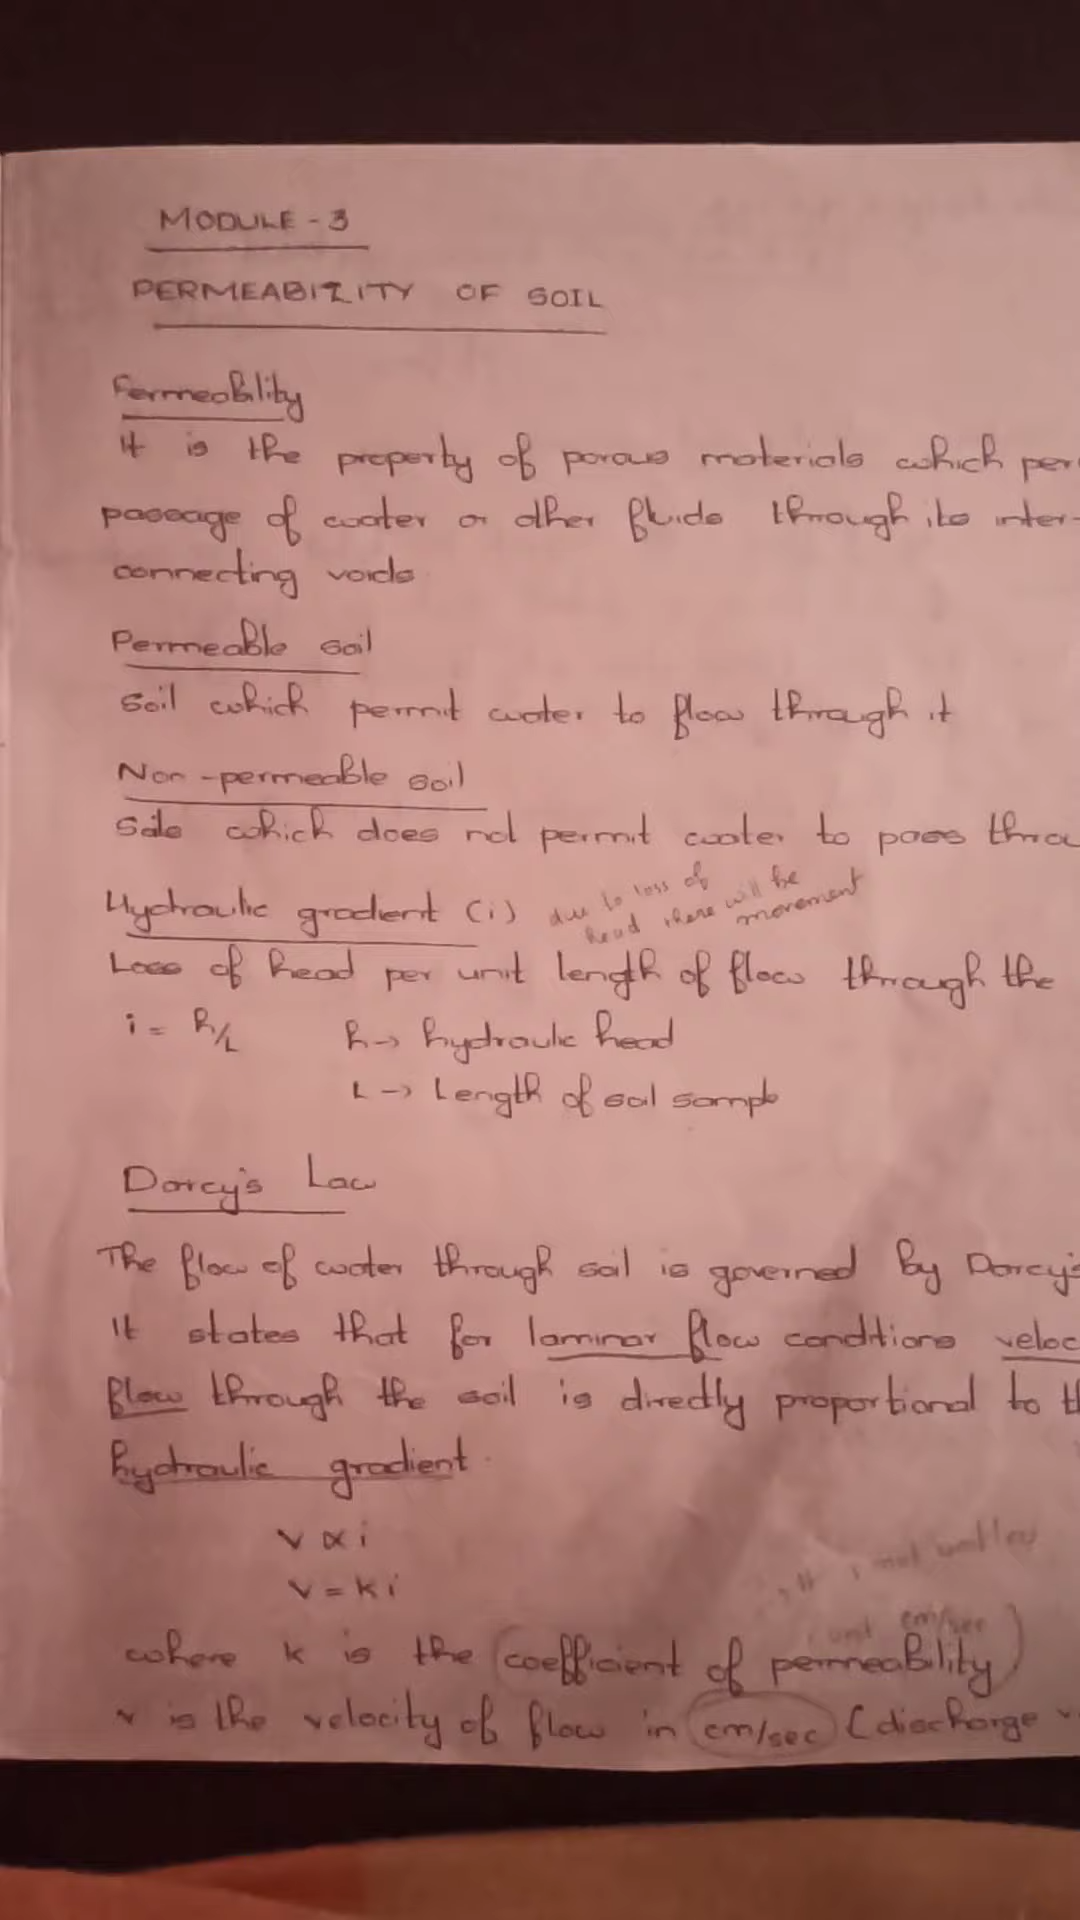 MODULE - 3
PERMEABILITY OF SOIL
Permeability
It is the property of porous materials which per
passage of water or other fluids through its inter-
connecting voids
Permeable soil
Soil which permit water to flow through it
Non-permeable soil
Soils which does not permit water to pass throu
Hydraulic gradient (i) due to loss of
head there will be
movement
Loss of head per unit length of flow through the
i = h/L h → hydraulic head
L → Length of soil sample
Darcy's Law
The flow of water through soil is governed by Darcy's
It states that for laminar flow conditions veloc
flow through the soil is directly proportional to th
hydraulic gradient.
v ∝ i
v = k i
unit cm/sec
where k is the (coefficient of permeability)
v is the velocity of flow in cm/sec (discharge v